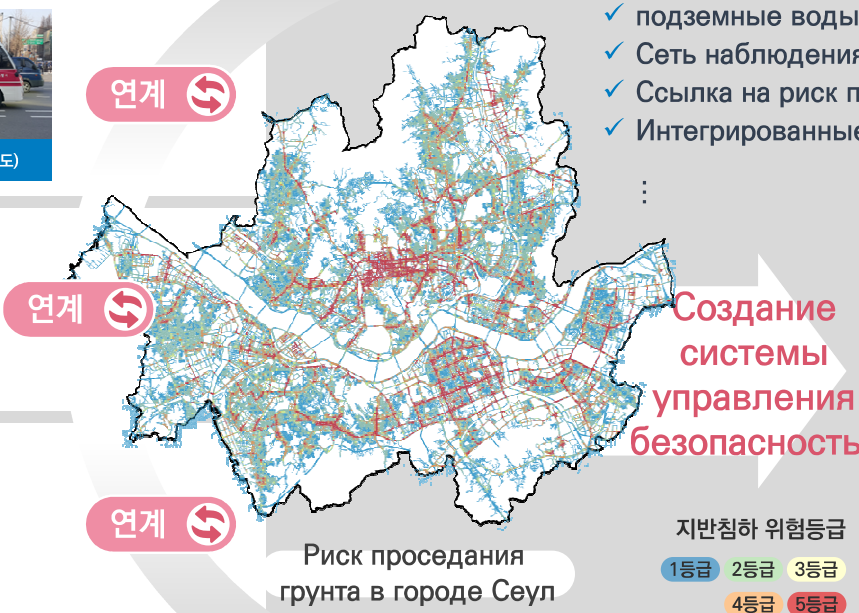 подземные воды
Сеть наблюдения
Ссылка на риск п
Интегрированные
⋮
도)
연계
연계
연계
Создание
системы
управления
безопасность
Риск проседания
грунта в городе Сеул
지반침하 위험등급
1등급 2등급 3등급
4등급 5등급